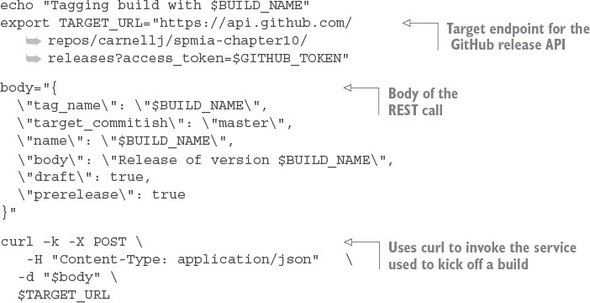 echo "Tagging build with $BUILD_NAME"
export TARGET_URL="https://api.github.com/
➥ repos/carnellj/spmia-chapter10/
➥ releases?access_token=$GITHUB_TOKEN"
Target endpoint for the
GitHub release API
body="{
\"tag_name\": \"$BUILD_NAME\",
\"target_commitish\": \"master\",
\"name\": \"$BUILD_NAME\",
\"body\": \"Release of version $BUILD_NAME\",
\"draft\": true,
\"prerelease\": true
}"
Body of the
REST call
curl –k -X POST \
-H "Content-Type: application/json" \
-d "$body" \
$TARGET_URL
Uses curl to invoke the service
used to kick off a build